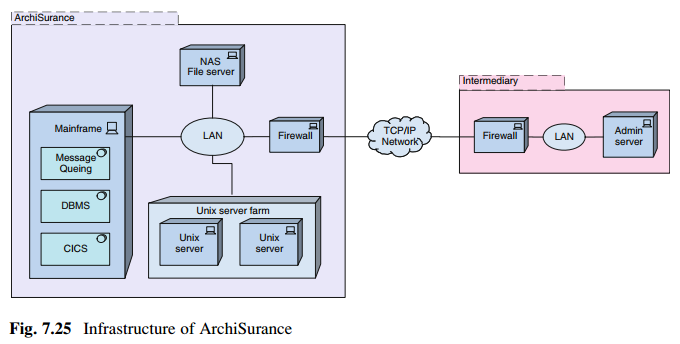 ArchiSurance
NAS
File server
Mainframe
Message
Queing
DBMS
CICS
LAN
Firewall
Unix server farm
Unix
server
Unix
server
TCP/IP
Network
Intermediary
Firewall
LAN
Admin
server
Fig. 7.25 Infrastructure of ArchiSurance